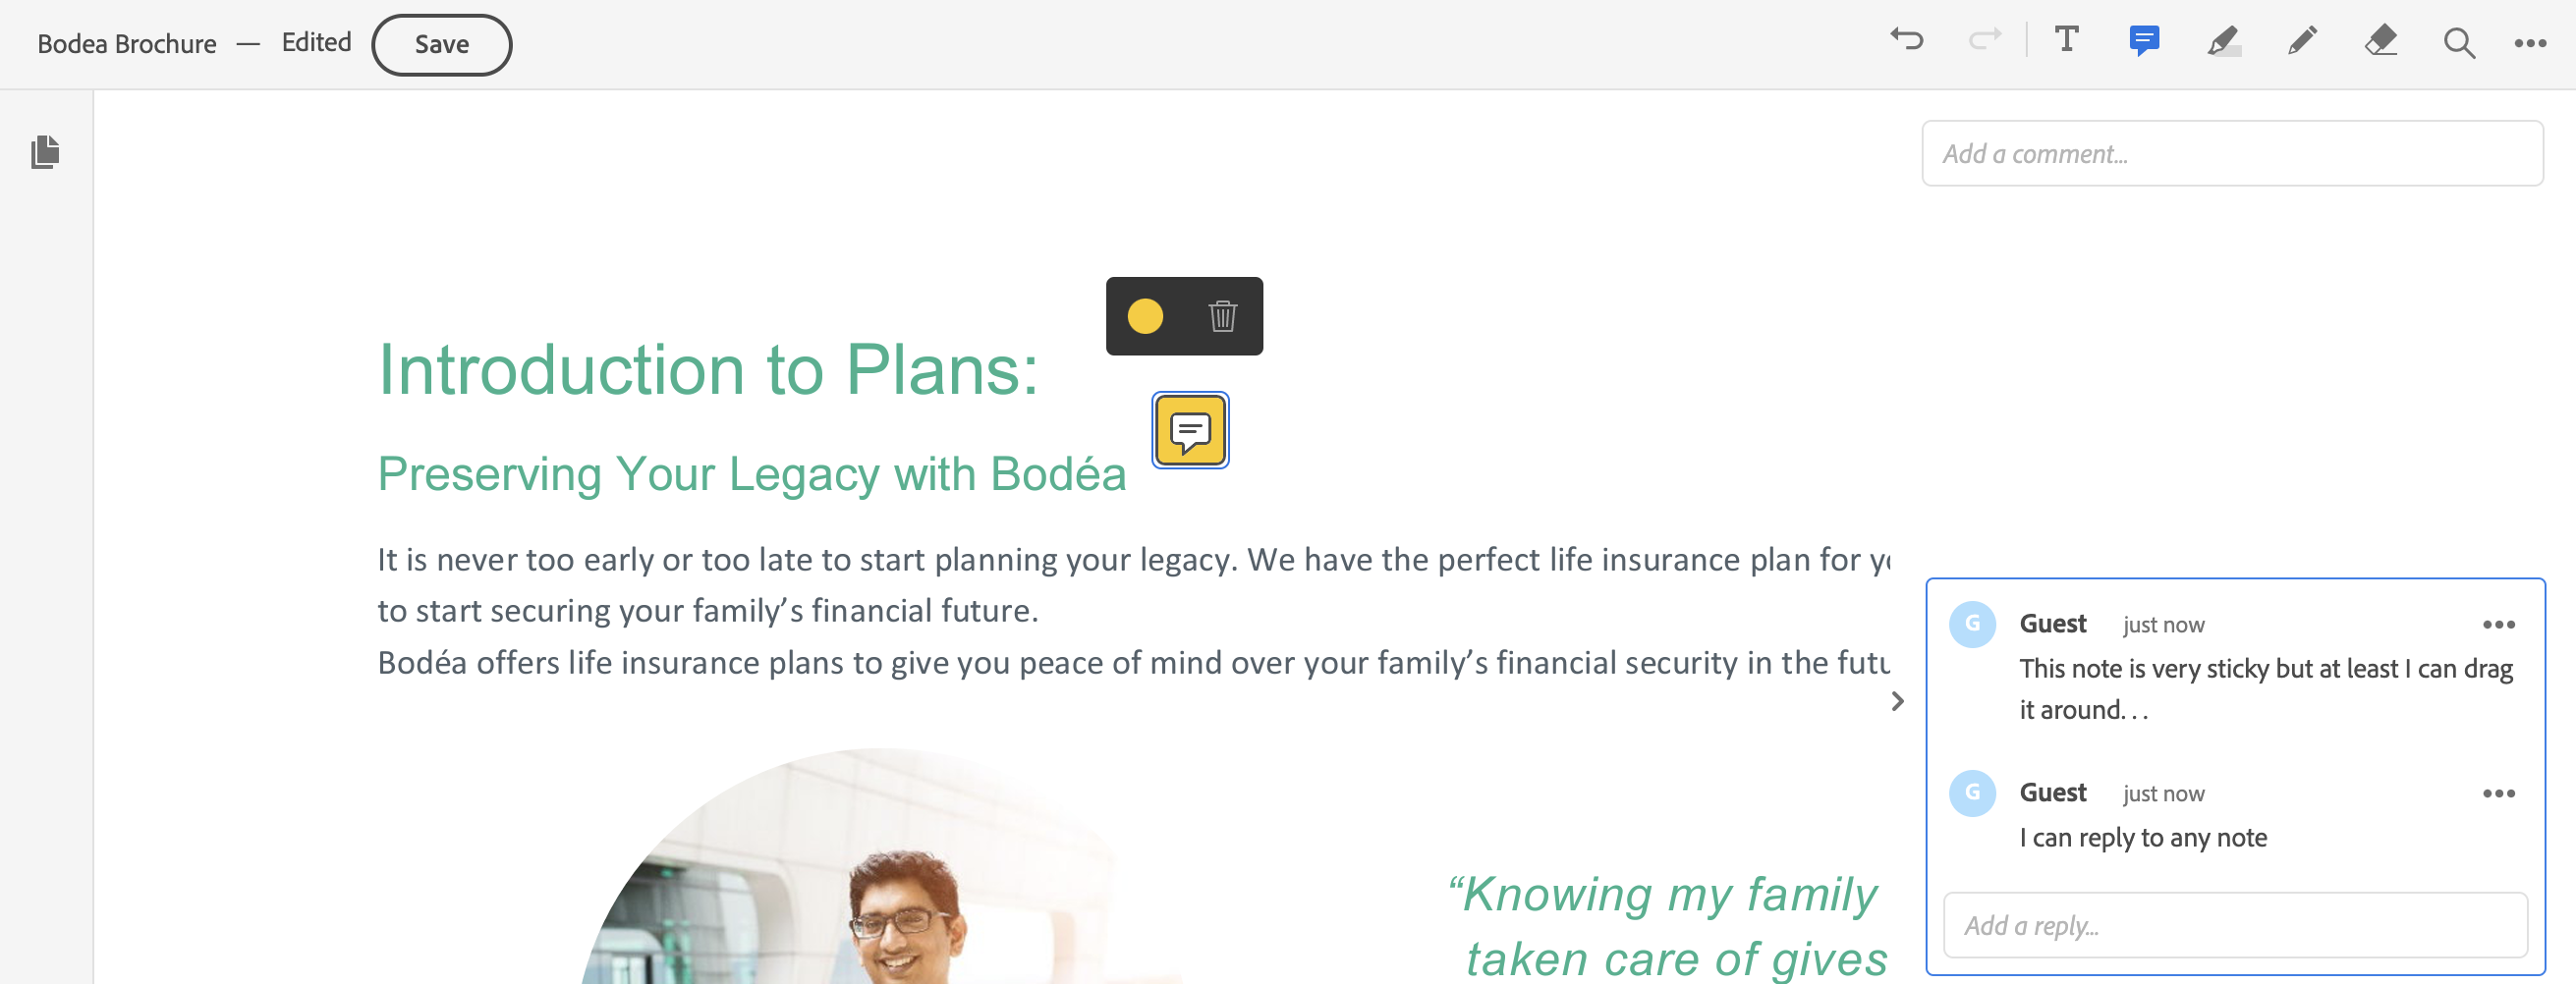 Bodea Brochure — Edited Save
Add a comment...
Introduction to Plans:
Preserving Your Legacy with Bodéa
It is never too early or too late to start planning your legacy. We have the perfect life insurance plan for
to start securing your family’s financial future.
Bodéa offers life insurance plans to give you peace of mind over your family’s financial security in the
“Knowing my family
taken care of gives
G Guest just now
This note is very sticky but at least I can drag
it around. . .
G Guest just now
I can reply to any note
Add a reply...